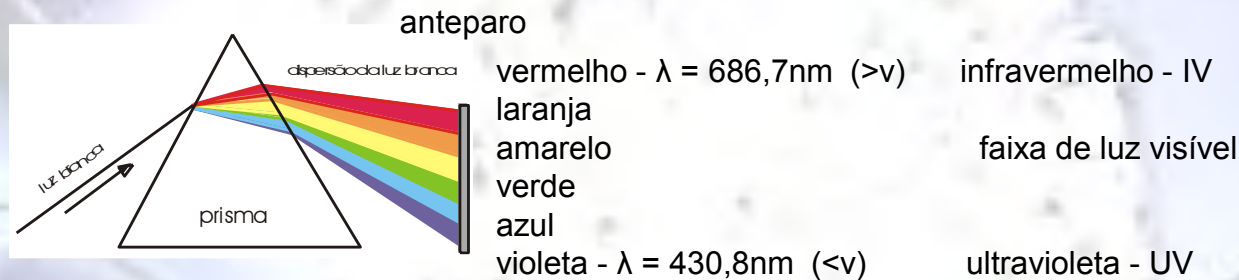 anteparo
dispersão da luz branca
luz branca
prisma
vermelho - λ = 686,7nm (>v) infravermelho - IV
laranja
amarelo faixa de luz visível
verde
azul
violeta - λ = 430,8nm (<v) ultravioleta - UV